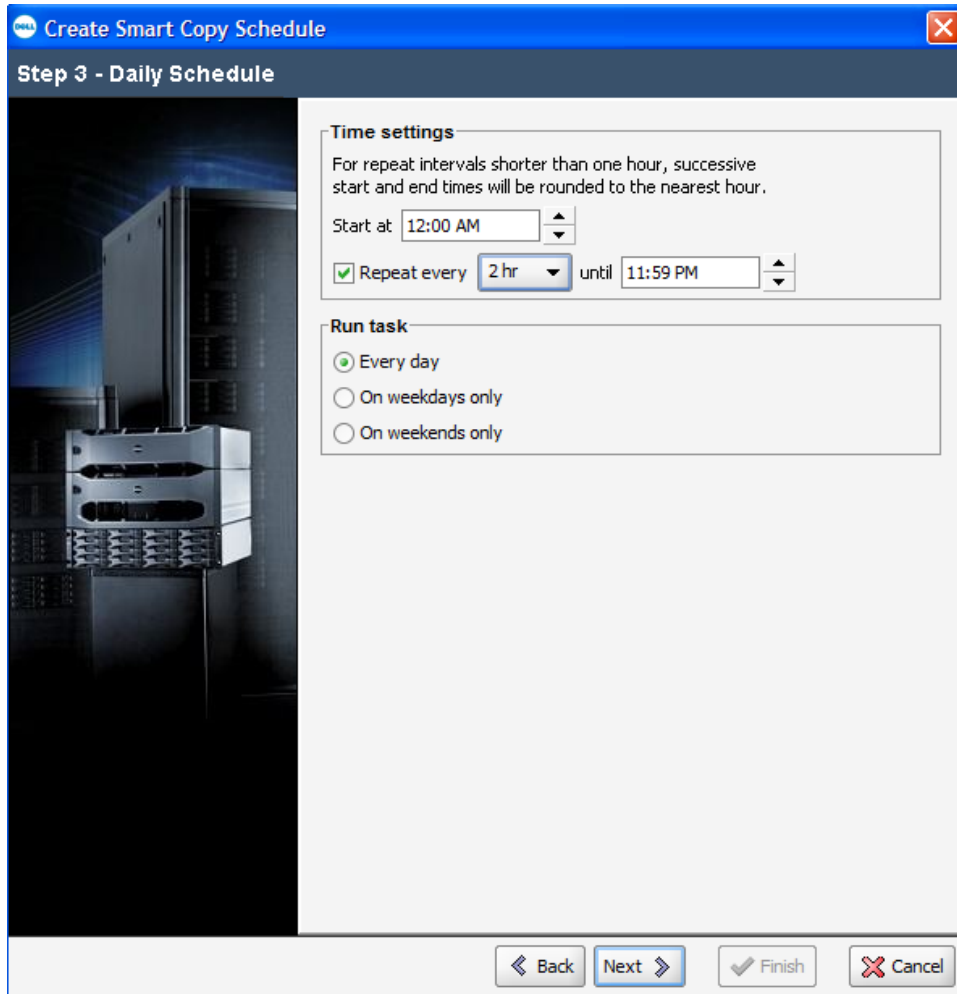 DELL Create Smart Copy Schedule
Step 3 - Daily Schedule
Time settings
For repeat intervals shorter than one hour, successive
start and end times will be rounded to the nearest hour.
Start at 12:00 AM
Repeat every 2 hr until 11:59 PM
Run task
Every day
On weekdays only
On weekends only
Back Next Finish Cancel